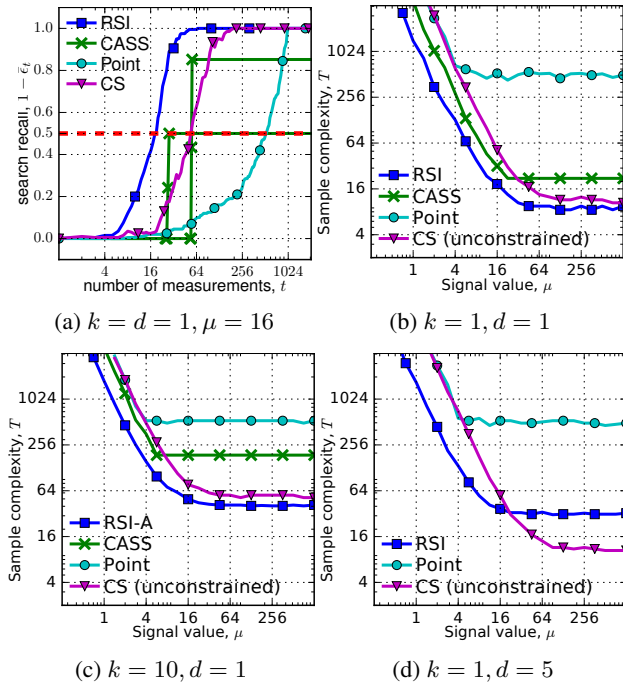 search recall, 1 − ε̄ₜ
1.0
0.8
0.6
0.5
0.4
0.2
0.0
RSI
CASS
Point
CS
4 16 64 256 1024
number of measurements, t
(a) k = d = 1, μ = 16
Sample complexity, T
1024
256
64
16
4
RSI
CASS
Point
CS (unconstrained)
1 4 16 64 256
Signal value, μ
(b) k = 1, d = 1
Sample complexity, T
1024
256
64
16
4
RSI-A
CASS
Point
CS (unconstrained)
1 4 16 64 256
Signal value, μ
(c) k = 10, d = 1
Sample complexity, T
1024
256
64
16
4
RSI
Point
CS (unconstrained)
1 4 16 64 256
Signal value, μ
(d) k = 1, d = 5